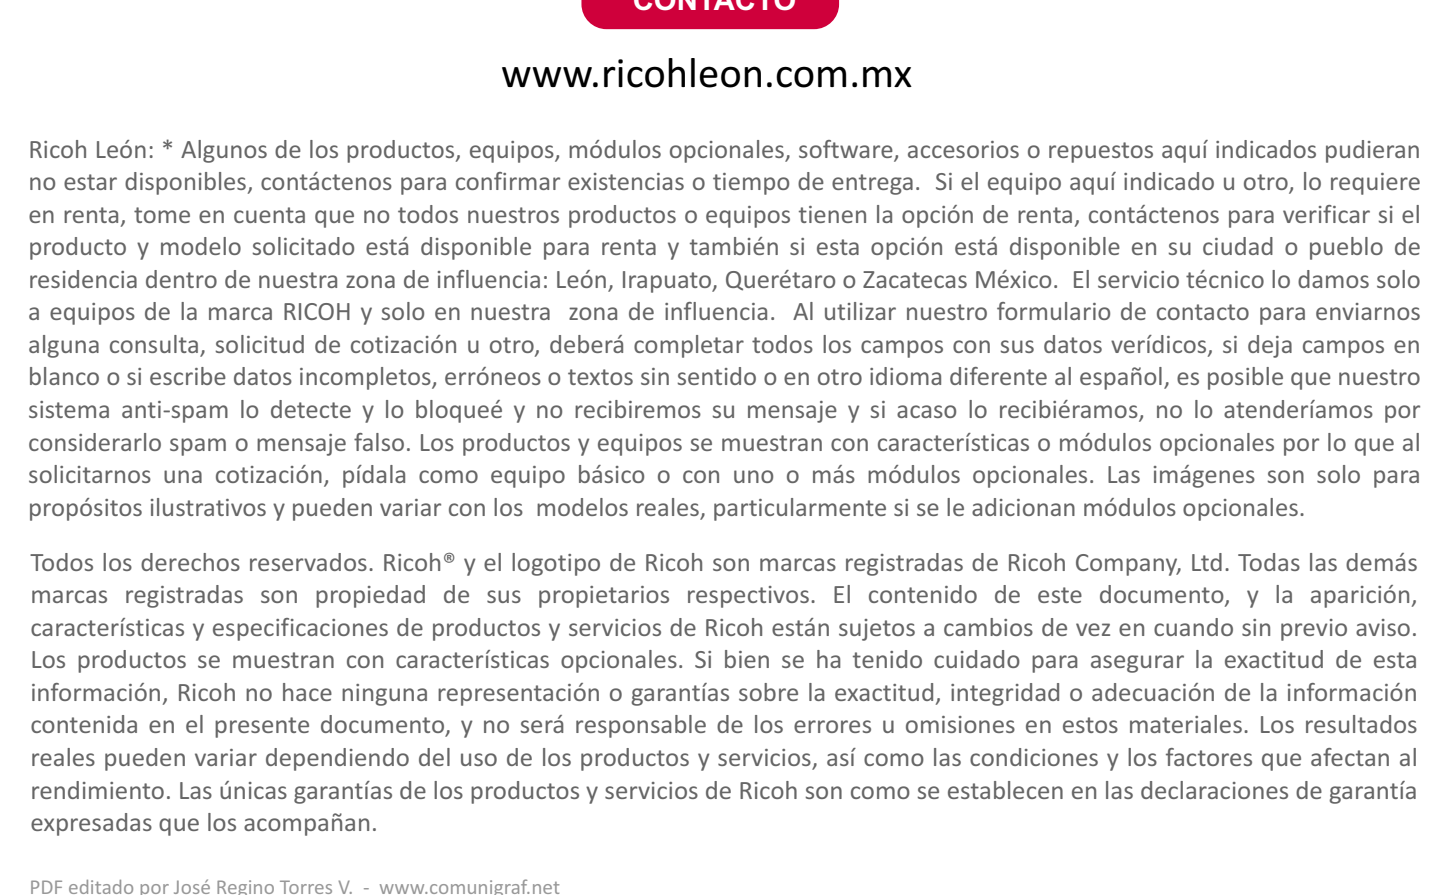 CONTACTO
www.ricohleon.com.mx
Ricoh León: * Algunos de los productos, equipos, módulos opcionales, software, accesorios o repuestos aquí indicados pudieran
no estar disponibles, contáctenos para confirmar existencias o tiempo de entrega.  Si el equipo aquí indicado u otro, lo requiere
en renta, tome en cuenta que no todos nuestros productos o equipos tienen la opción de renta, contáctenos para verificar si el
producto y modelo solicitado está disponible para renta y también si esta opción está disponible en su ciudad o pueblo de
residencia dentro de nuestra zona de influencia: León, Irapuato, Querétaro o Zacatecas México.  El servicio técnico lo damos solo
a equipos de la marca RICOH y solo en nuestra  zona de influencia.  Al utilizar nuestro formulario de contacto para enviarnos
alguna consulta, solicitud de cotización u otro, deberá completar todos los campos con sus datos verídicos, si deja campos en
blanco o si escribe datos incompletos, erróneos o textos sin sentido o en otro idioma diferente al español, es posible que nuestro
sistema anti-spam lo detecte y lo bloqueé y no recibiremos su mensaje y si acaso lo recibiéramos, no lo atenderíamos por
considerarlo spam o mensaje falso. Los productos y equipos se muestran con características o módulos opcionales por lo que al
solicitarnos una cotización, pídala como equipo básico o con uno o más módulos opcionales. Las imágenes son solo para
propósitos ilustrativos y pueden variar con los  modelos reales, particularmente si se le adicionan módulos opcionales.
Todos los derechos reservados. Ricoh® y el logotipo de Ricoh son marcas registradas de Ricoh Company, Ltd. Todas las demás
marcas registradas son propiedad de sus propietarios respectivos. El contenido de este documento, y la aparición,
características y especificaciones de productos y servicios de Ricoh están sujetos a cambios de vez en cuando sin previo aviso.
Los productos se muestran con características opcionales. Si bien se ha tenido cuidado para asegurar la exactitud de esta
información, Ricoh no hace ninguna representación o garantías sobre la exactitud, integridad o adecuación de la información
contenida en el presente documento, y no será responsable de los errores u omisiones en estos materiales. Los resultados
reales pueden variar dependiendo del uso de los productos y servicios, así como las condiciones y los factores que afectan al
rendimiento. Las únicas garantías de los productos y servicios de Ricoh son como se establecen en las declaraciones de garantía
expresadas que los acompañan.
PDF editado por José Regino Torres V.  -  www.comunigraf.net